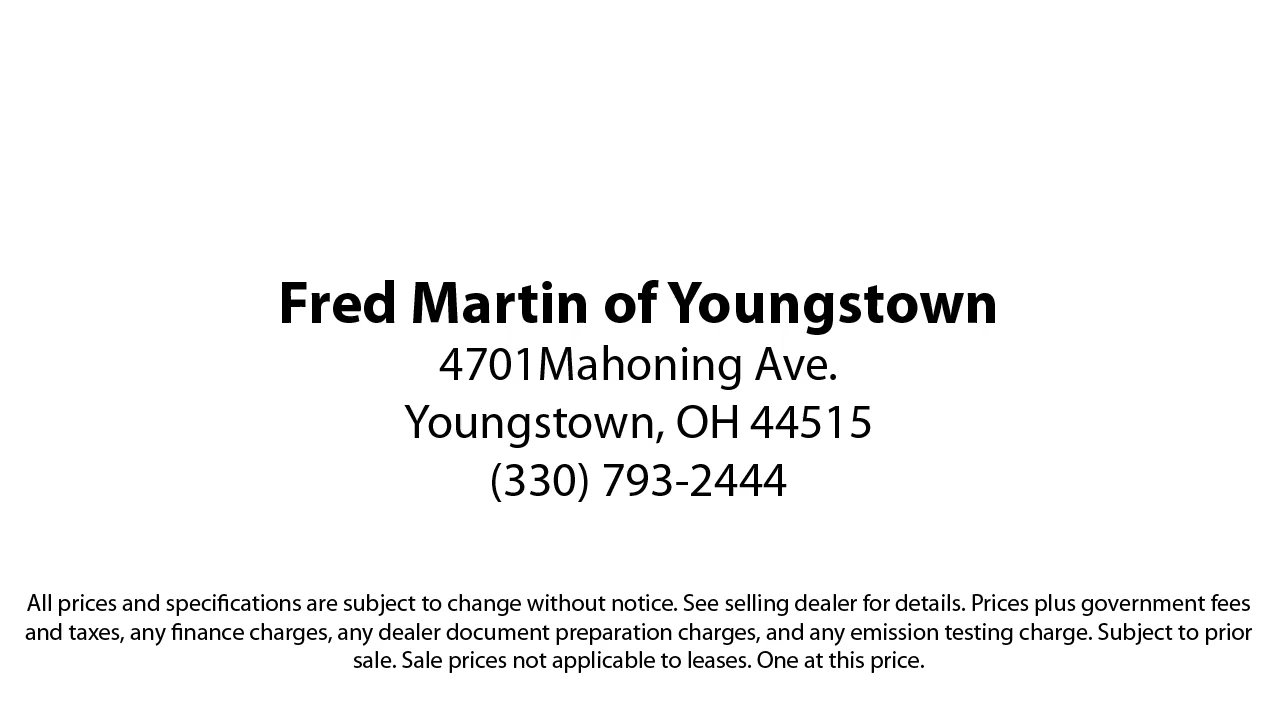 Fred Martin of Youngstown
4701Mahoning Ave.
Youngstown, OH 44515
(330) 793-2444
All prices and specifications are subject to change without notice. See selling dealer for details. Prices plus government fees
and taxes, any finance charges, any dealer document preparation charges, and any emission testing charge. Subject to prior
sale. Sale prices not applicable to leases. One at this price.